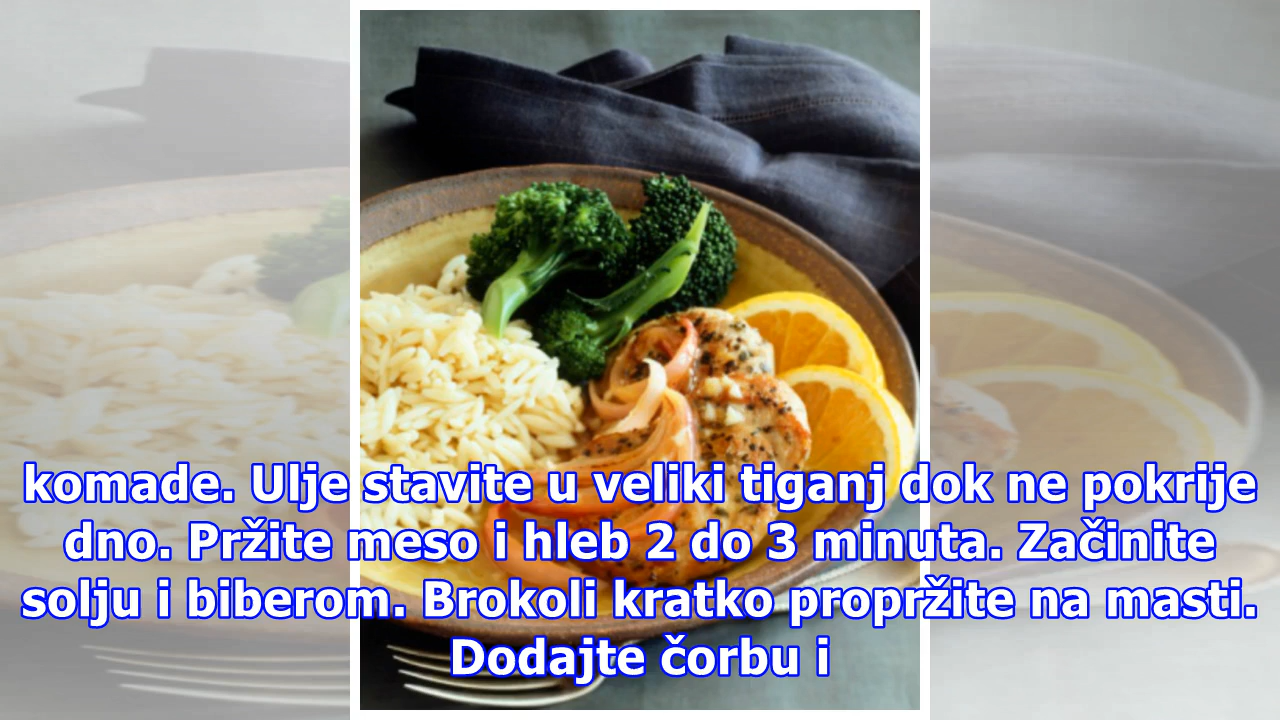 komade. Ulje stavite u veliki tiganj dok ne pokrije
dno. Pržite meso i hleb 2 do 3 minuta. Začinite
solju i biberom. Brokoli kratko propržite na masti.
Dodajte čorbu i